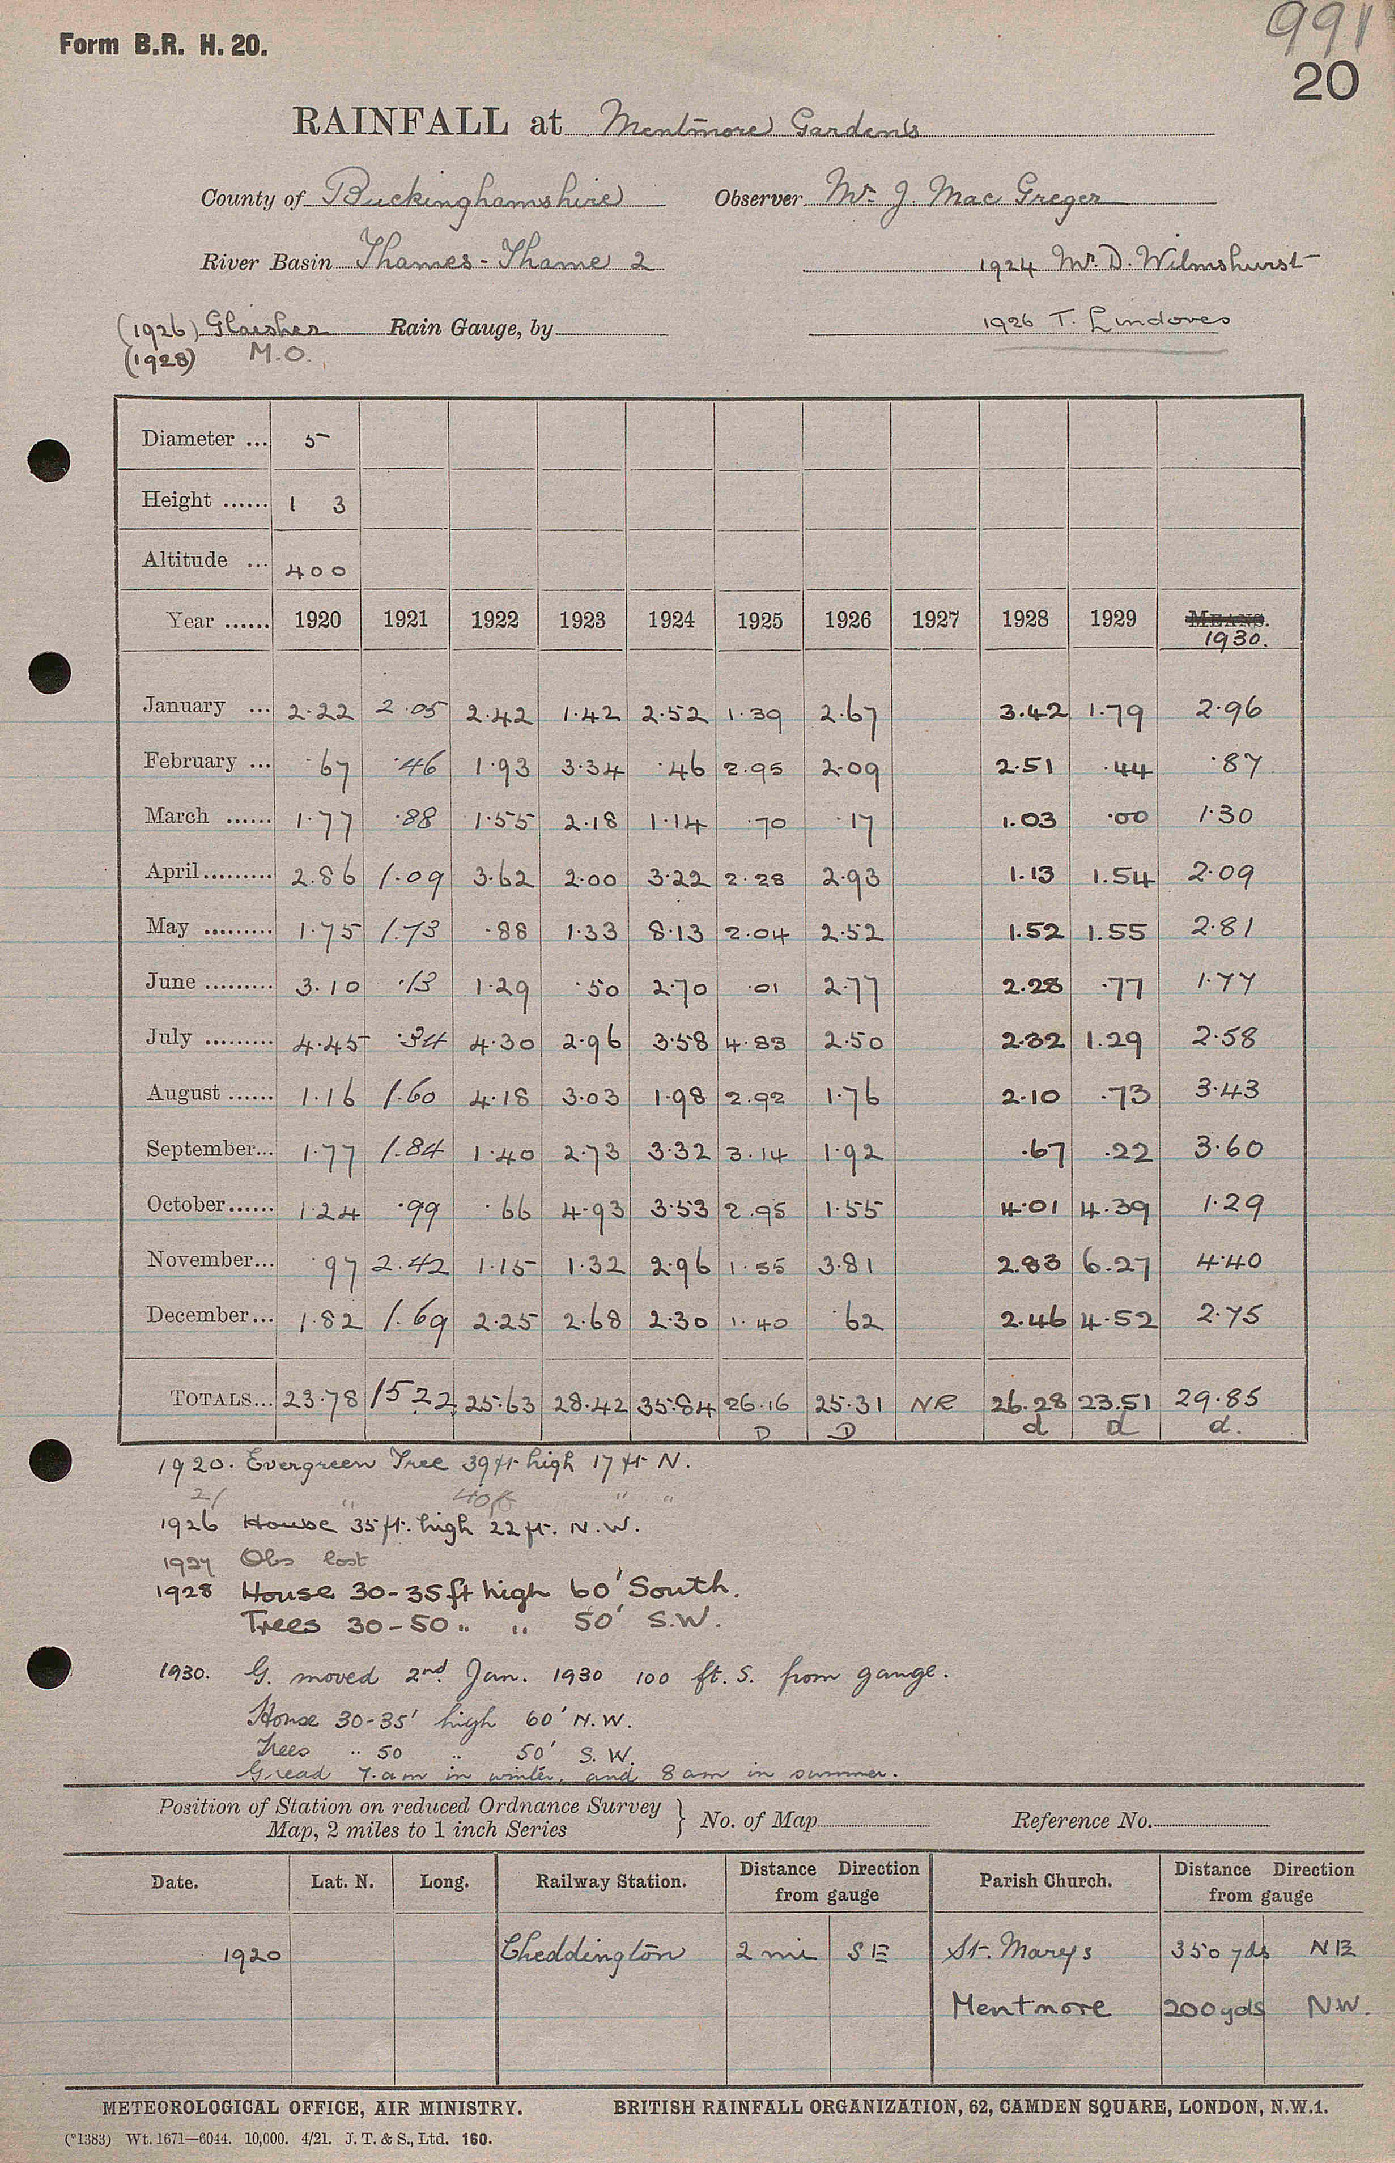 991
Form B.R. H. 20.
20
RAINFALL at Mentmore Gardens
County of Buckinghamshire Observer Mr. J. Mac Greger
River Basin Thames - Thame 2 1924 Mr. D. Wilmshurst
(1926) Glaisher Rain Gauge, by 1926 T. Lindores
(1928) M.O.
Diameter ... 5
Height ...... 1 3
Altitude ... 400
Year ...... 1920 1921 1922 1923 1924 1925 1926 1927 1928 1929 MEANS.
1930.
January ... 2.22 2.05 2.42 1.42 2.52 1.39 2.67 3.42 1.79 2.96
February ... .67 .46 1.93 3.34 .46 2.95 2.09 2.51 .44 .87
March ...... 1.77 .88 1.55 2.18 1.14 .70 .17 1.03 .00 1.30
April......... 2.86 1.09 3.62 2.00 3.22 2.28 2.93 1.13 1.54 2.09
May ......... 1.75 1.73 .88 1.33 8.13 2.04 2.52 1.52 1.55 2.81
June ......... 3.10 .13 1.29 .50 2.70 .01 2.77 2.28 .77 1.77
July ......... 4.45 .34 4.30 2.96 3.58 4.83 2.50 2.32 1.29 2.58
August ...... 1.16 1.60 4.18 3.03 1.98 2.92 1.76 2.10 .73 3.43
September... 1.77 1.84 1.40 2.73 3.32 3.14 1.92 .67 .22 3.60
October...... 1.24 .99 .66 4.93 3.53 2.95 1.55 4.01 4.39 1.29
November... .97 2.42 1.15 1.32 2.96 1.55 3.81 2.83 6.27 4.40
December... 1.82 1.69 2.25 2.68 2.30 1.40 .62 2.46 4.52 2.75
TOTALS... 23.78 15.22 25.63 28.42 35.84 26.16 25.31 NR 26.28 23.51 29.85
D D d d d.
1920. Evergreen Tree 39 ft high 17 ft N.
21 " 40 ft " "
1926 House 35 ft. high 22 ft. N.W.
1927 Obs lost
1928 House 30-35 ft high 60' South.
Trees 30-50 " " 50' S.W.
1930. G. moved 2nd Jan. 1930 100 ft. S. from gauge.
House 30-35' high 60' N.W.
Trees " 50 " 50' S.W.
G. read 7 a m in winter, and 8 am in summer.
Position of Station on reduced Ordnance Survey
Map, 2 miles to 1 inch Series } No. of Map Reference No.
Date. Lat. N. Long. Railway Station. Distance Direction from gauge Parish Church. Distance Direction from gauge
1920 Cheddington 2 mi SE St. Marys 350 yds NE
Mentmore 200 yds N.W.
METEOROLOGICAL OFFICE, AIR MINISTRY. BRITISH RAINFALL ORGANIZATION, 62, CAMDEN SQUARE, LONDON, N.W.1.
(*1383) Wt. 1671—6044. 10,000. 4/21. J. T. & S., Ltd. 160.